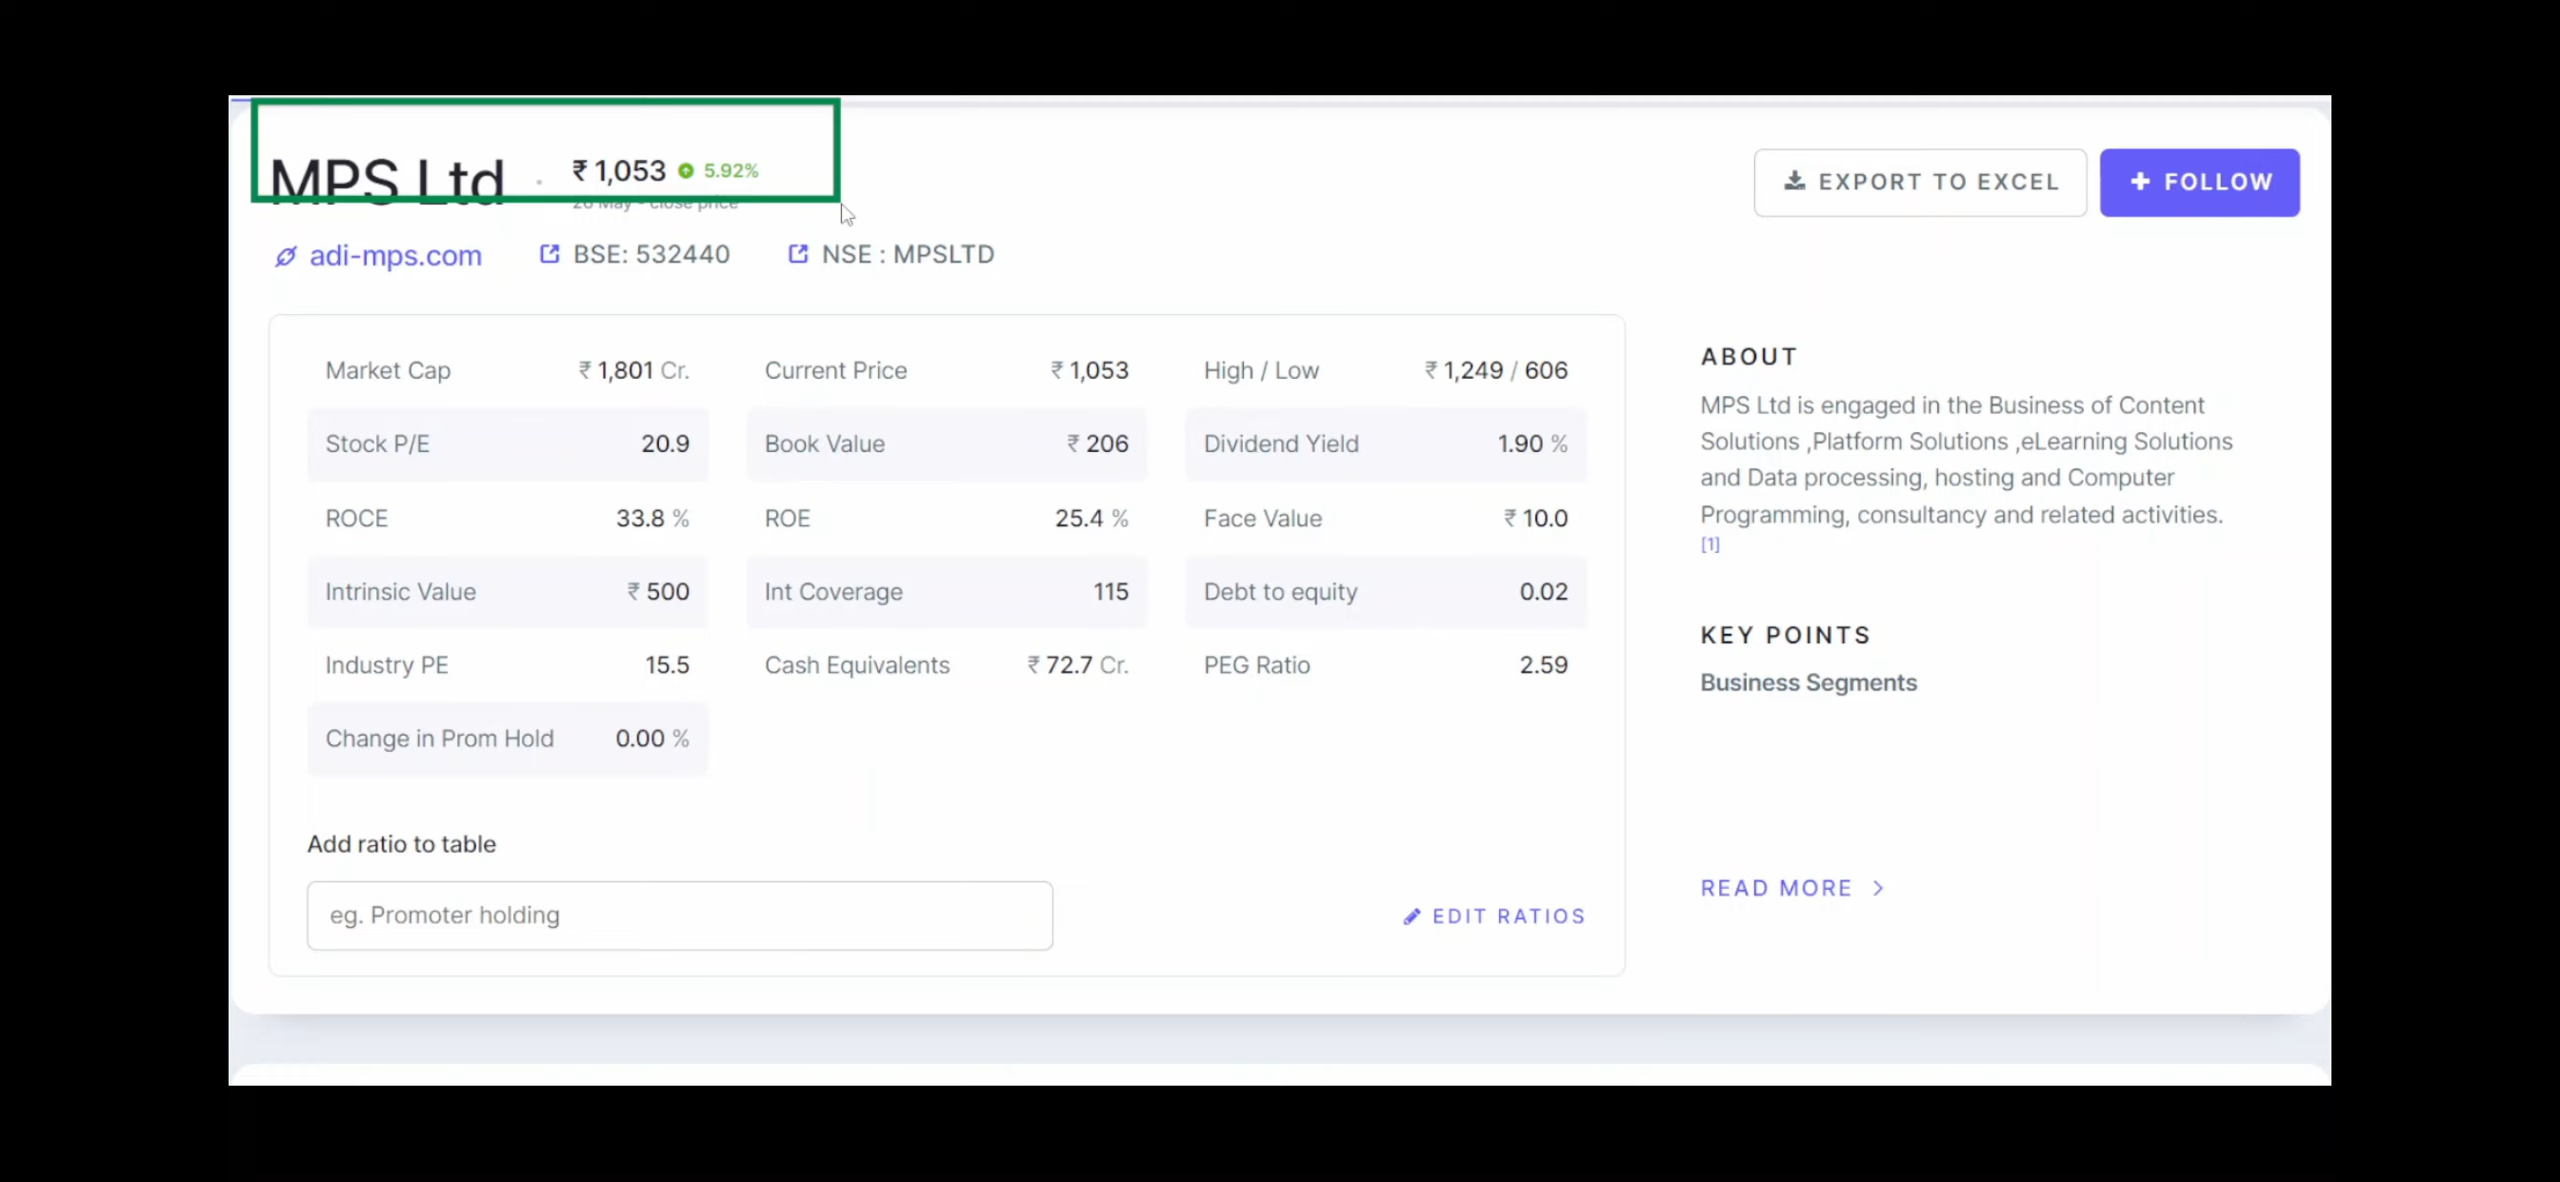 MPS Ltd
₹ 1,053 5.92%
26 May - close price
adi-mps.com BSE: 532440 NSE : MPSLTD
EXPORT TO EXCEL
FOLLOW
Market Cap ₹ 1,801 Cr. Current Price ₹ 1,053 High / Low ₹ 1,249 / 606
Stock P/E 20.9 Book Value ₹ 206 Dividend Yield 1.90 %
ROCE 33.8 % ROE 25.4 % Face Value ₹ 10.0
Intrinsic Value ₹ 500 Int Coverage 115 Debt to equity 0.02
Industry PE 15.5 Cash Equivalents ₹ 72.7 Cr. PEG Ratio 2.59
Change in Prom Hold 0.00 %
Add ratio to table
eg. Promoter holding
EDIT RATIOS
ABOUT
MPS Ltd is engaged in the Business of Content
Solutions ,Platform Solutions ,eLearning Solutions
and Data processing, hosting and Computer
Programming, consultancy and related activities.
[1]
KEY POINTS
Business Segments
READ MORE